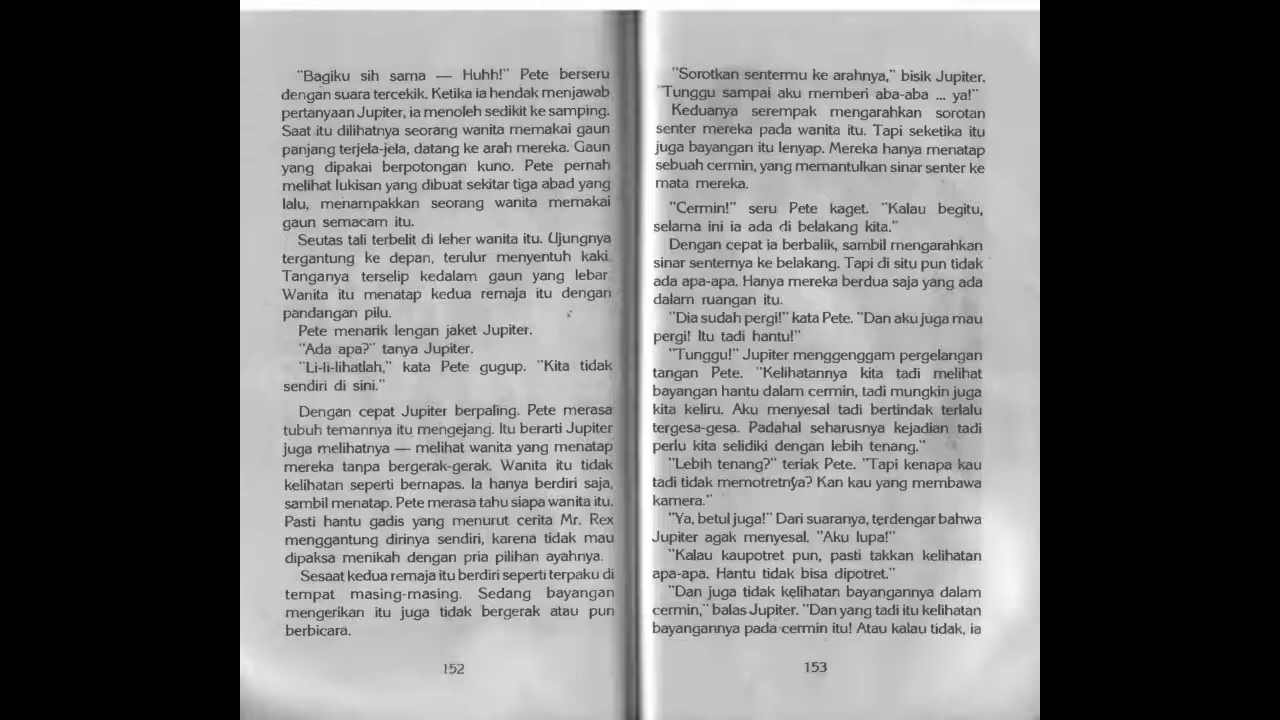 "Bagiku sih sama — Huhh!" Pete berseru
dengan suara tercekik. Ketika ia hendak menjawab
pertanyaan Jupiter, ia menoleh sedikit ke samping.
Saat itu dilihatnya seorang wanita memakai gaun
panjang terjela-jela, datang ke arah mereka. Gaun
yang dipakai berpotongan kuno. Pete pernah
melihat lukisan yang dibuat sekitar tiga abad yang
lalu, menampakkan seorang wanita memakai
gaun semacam itu.
Seutas tali terbelit di leher wanita itu. Ujungnya
tergantung ke depan, terulur menyentuh kaki.
Tanganya terselip kedalam gaun yang lebar.
Wanita itu menatap kedua remaja itu dengan
pandangan pilu.
Pete menarik lengan jaket Jupiter.
"Ada apa?" tanya Jupiter.
"Li-li-lihatlah," kata Pete gugup. "Kita tidak
sendiri di sini."
Dengan cepat Jupiter berpaling. Pete merasa
tubuh temannya itu mengejang. Itu berarti Jupiter
juga melihatnya — melihat wanita yang menatap
mereka tanpa bergerak-gerak. Wanita itu tidak
kelihatan seperti bernapas. Ia hanya berdiri saja,
sambil menatap. Pete merasa tahu siapa wanita itu.
Pasti hantu gadis yang menurut cerita Mr. Rex
menggantung dirinya sendiri, karena tidak mau
dipaksa menikah dengan pria pilihan ayahnya.
Sesaat kedua remaja itu berdiri seperti terpaku di
tempat masing-masing. Sedang bayangan
mengerikan itu juga tidak bergerak atau pun
berbicara.
152
"Sorotkan sentermu ke arahnya," bisik Jupiter.
"Tunggu sampai aku memberi aba-aba ... ya!"
Keduanya serempak mengarahkan sorotan
senter mereka pada wanita itu. Tapi seketika itu
juga bayangan itu lenyap. Mereka hanya menatap
sebuah cermin, yang memantulkan sinar senter ke
mata mereka.
"Cermin!" seru Pete kaget. "Kalau begitu,
selama ini ia ada di belakang kita."
Dengan cepat ia berbalik, sambil mengarahkan
sinar senternya ke belakang. Tapi di situ pun tidak
ada apa-apa. Hanya mereka berdua saja yang ada
dalam ruangan itu.
"Dia sudah pergi!" kata Pete. "Dan aku juga mau
pergi! Itu tadi hantu!"
"Tunggu!" Jupiter menggenggam pergelangan
tangan Pete. "Kelihatannya kita tadi melihat
bayangan hantu dalam cermin, tadi mungkin juga
kita keliru. Aku menyesal tadi bertindak terlalu
tergesa-gesa. Padahal seharusnya kejadian tadi
perlu kita selidiki dengan lebih tenang."
"Lebih tenang?" teriak Pete. "Tapi kenapa kau
tadi tidak memotretnya? Kan kau yang membawa
kamera."
"Ya, betul juga!" Dari suaranya, terdengar bahwa
Jupiter agak menyesal. "Aku lupa!"
"Kalau kaupotret pun, pasti takkan kelihatan
apa-apa. Hantu tidak bisa dipotret."
"Dan juga tidak kelihatan bayangannya dalam
cermin," balas Jupiter. "Dan yang tadi itu kelihatan
bayangannya pada cermin itu! Atau kalau tidak, ia
153